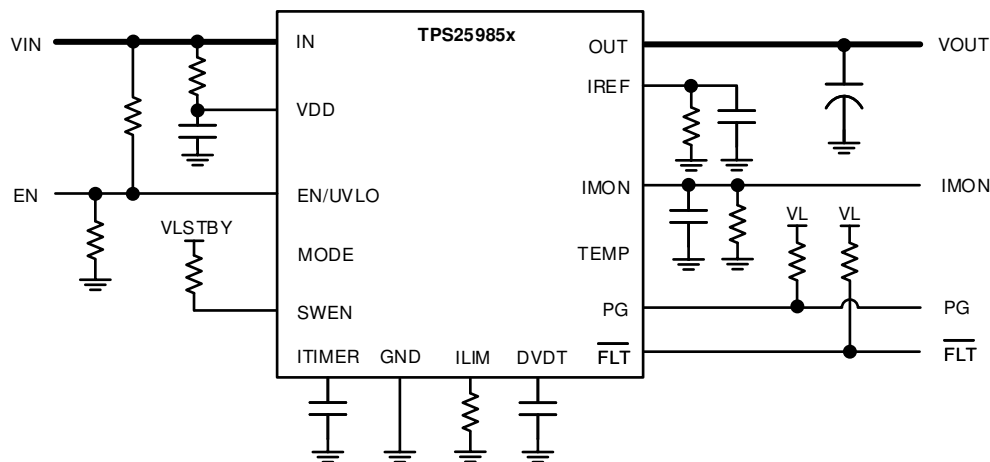 TPS25985x
VIN
IN
OUT
VOUT
IREF
VDD
EN
EN/UVLO
IMON
IMON
VLSTBY
VL
VL
MODE
TEMP
SWEN
PG
PG
ITIMER
GND
ILIM
DVDT
FLT
FLT